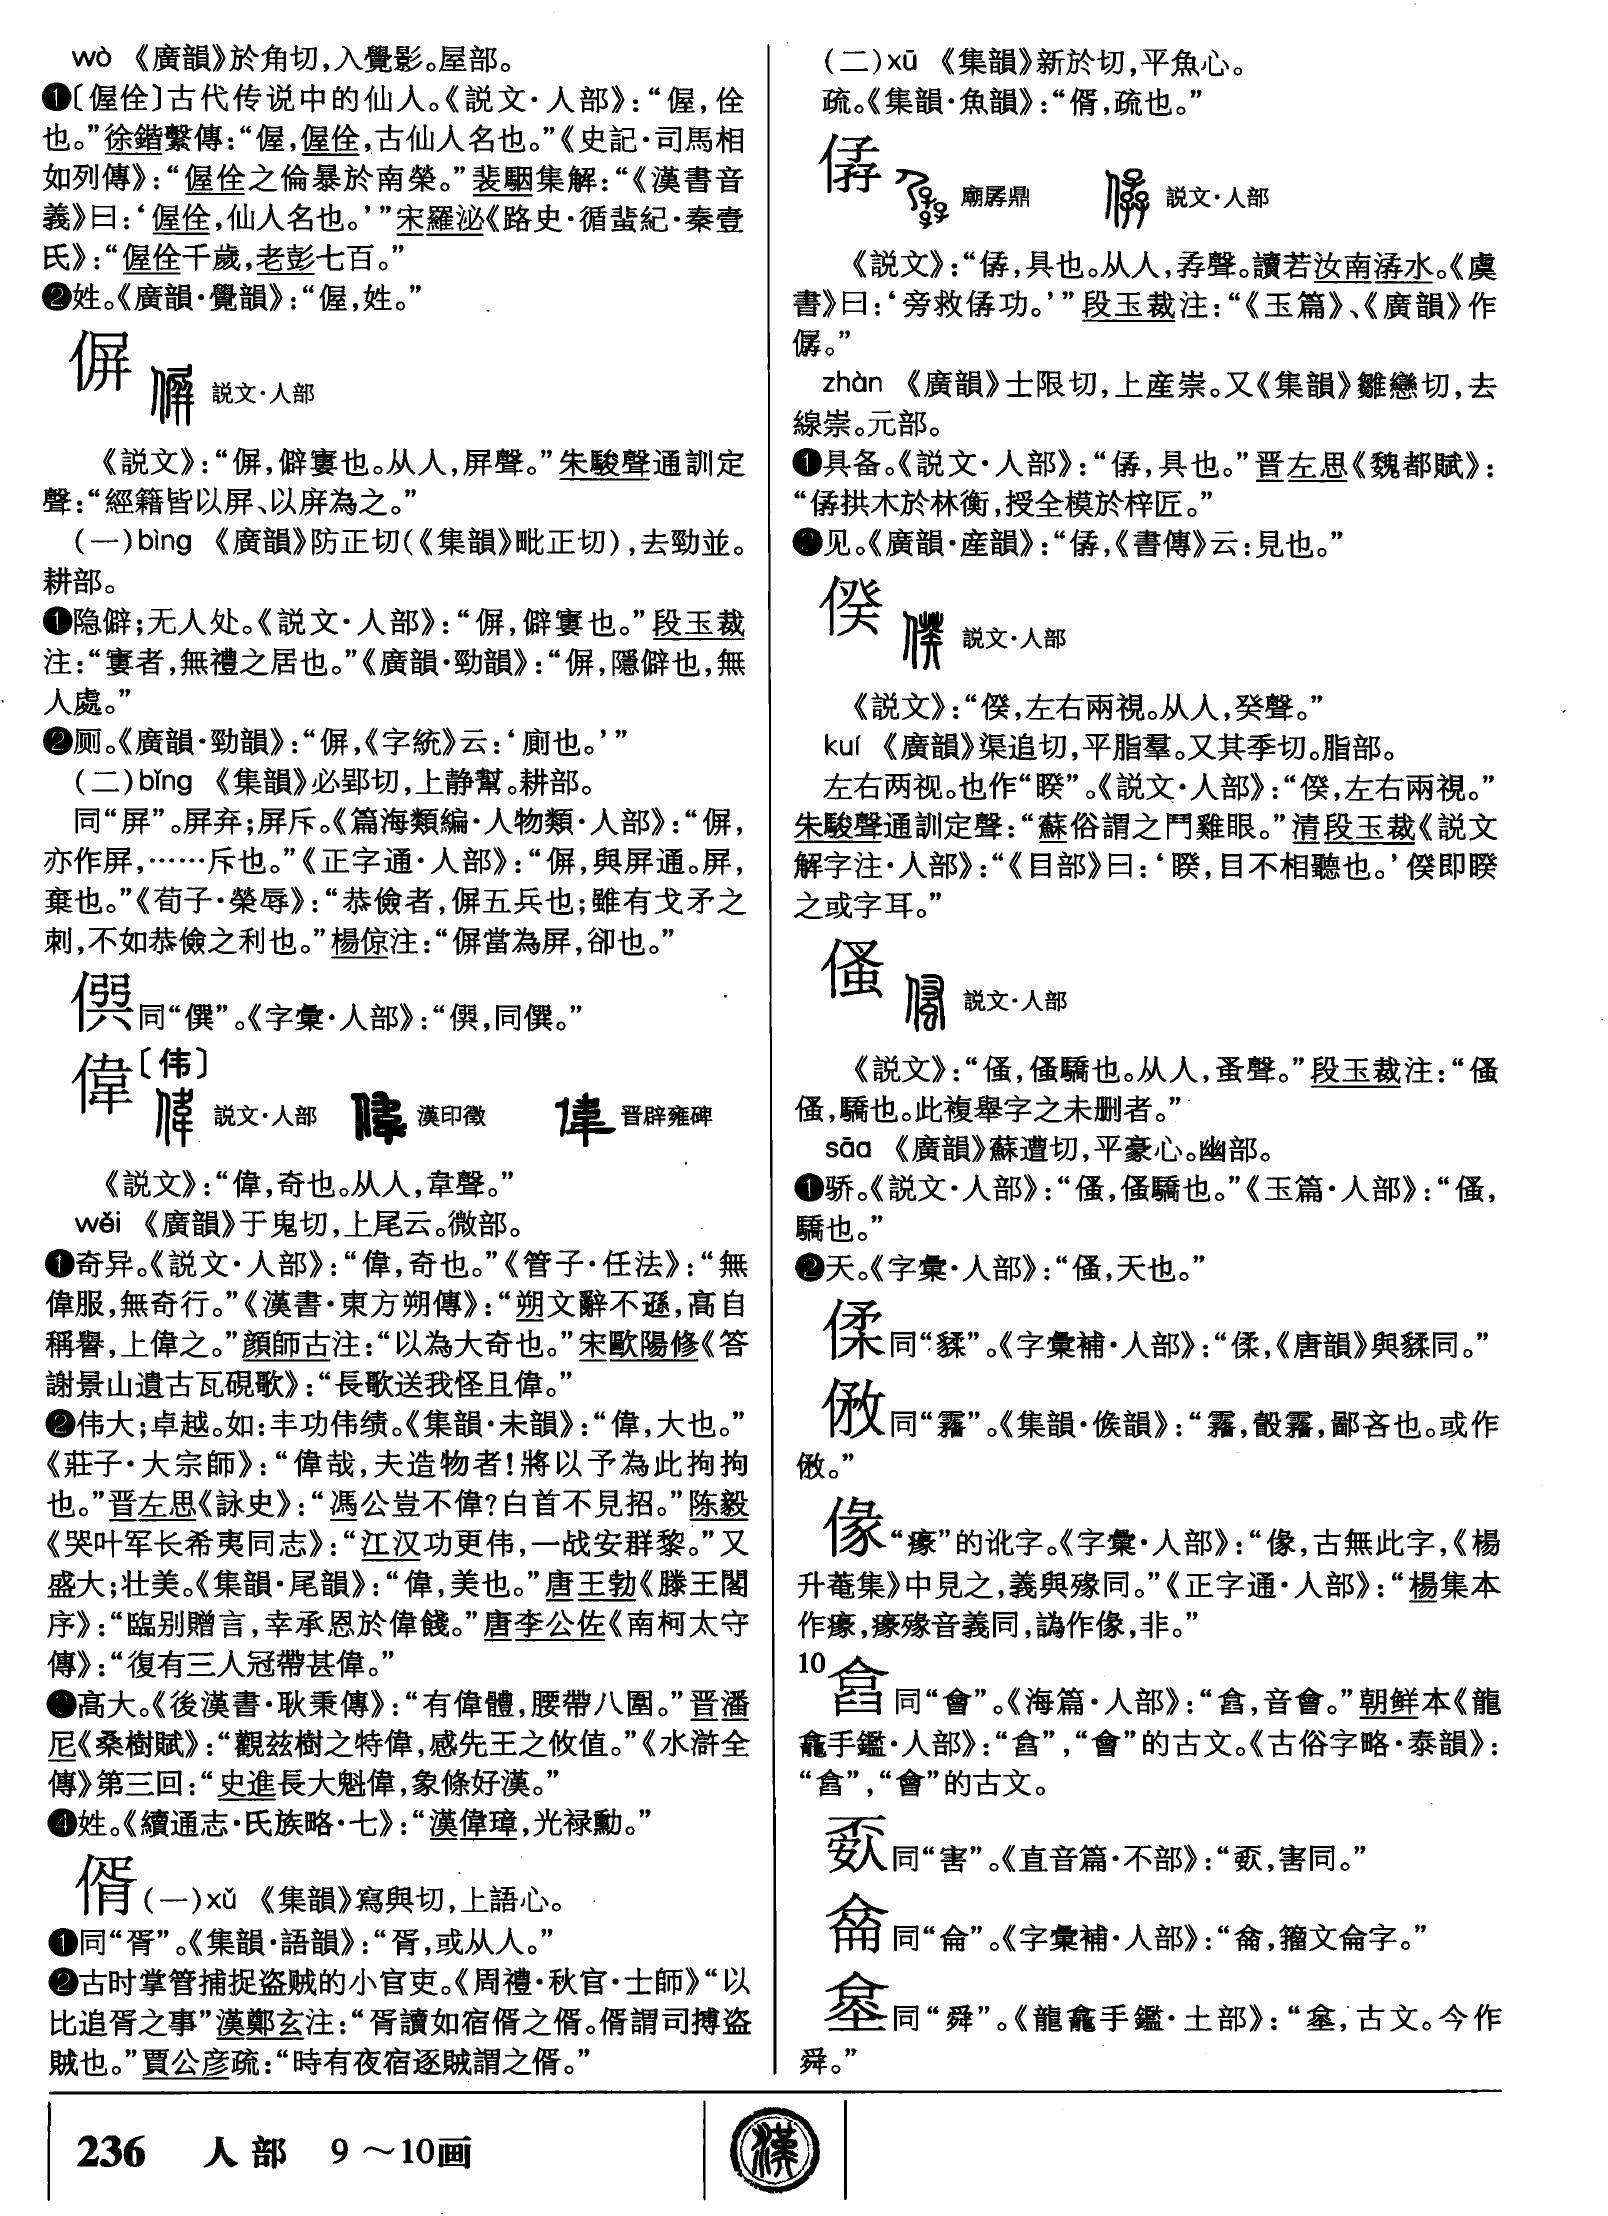 wò 《廣韻》於角切,入覺影。屋部。
❶〔偓佺〕古代传说中的仙人。《説文·人部》:“偓,佺
也。”徐鍇繫傳:“偓,偓佺,古仙人名也。”《史記·司馬相
如列傳》:“偓佺之倫暴於南榮。”裴駰集解:“《漢書音
義》曰:‘偓佺,仙人名也。’”宋羅泌《路史·循蜚紀·秦壹
氏》:“偓佺千歲,老彭七百。”
❷姓。《廣韻·覺韻》:“偓,姓。”
偋 説文·人部
《説文》:“偋,僻寠也。从人,屏聲。”朱駿聲通訓定
聲:“經籍皆以屏、以庰為之。”
(一)bìng 《廣韻》防正切(《集韻》毗正切),去勁並。
耕部。
❶隐僻;无人处。《説文·人部》:“偋,僻寠也。”段玉裁
注:“寠者,無禮之居也。”《廣韻·勁韻》:“偋,隱僻也,無
人處。”
❷厕。《廣韻·勁韻》:“偋,《字統》云:‘廁也。’”
(二)bǐng 《集韻》必郢切,上静幫。耕部。
同“屏”。屏弃;屏斥。《篇海類編·人物類·人部》:“偋,
亦作屏,……斥也。”《正字通·人部》:“偋,與屏通。屏,
棄也。”《荀子·榮辱》:“恭儉者,偋五兵也;雖有戈矛之
刺,不如恭儉之利也。”楊倞注:“偋當為屏,卻也。”
同“僎”。《字彙·人部》:“僎,同僎。”
偉〔伟〕
説文·人部 漢印徵 晋辟雍碑
《説文》:“偉,奇也。从人,韋聲。”
wěi 《廣韻》于鬼切,上尾云。微部。
❶奇异。《説文·人部》:“偉,奇也。”《管子·任法》:“無
偉服,無奇行。”《漢書·東方朔傳》:“朔文辭不遜,高自
稱譽,上偉之。”顔師古注:“以為大奇也。”宋歐陽修《答
謝景山遺古瓦硯歌》:“長歌送我怪且偉。”
❷伟大;卓越。如:丰功伟绩。《集韻·未韻》:“偉,大也。”
《莊子·大宗師》:“偉哉,夫造物者!將以予為此拘拘
也。”晋左思《詠史》:“馮公豈不偉?白首不見招。”陈毅
《哭叶军长希夷同志》:“江汉功更伟,一战安群黎。”又
盛大;壮美。《集韻·尾韻》:“偉,美也。”唐王勃《滕王閣
序》:“臨别贈言,幸承恩於偉餞。”唐李公佐《南柯太守
傳》:“復有三人冠帶甚偉。”
❸高大。《後漢書·耿秉傳》:“有偉體,腰帶八圍。”晋潘
尼《桑樹賦》:“觀兹樹之特偉,感先王之攸值。”《水滸全
傳》第三回:“史進長大魁偉,象條好漢。”
❹姓。《續通志·氏族略·七》:“漢偉璋,光禄勳。”
偦 (一)xǔ 《集韻》寫與切,上語心。
❶同“胥”。《集韻·語韻》:“胥,或从人。”
❷古时掌管捕捉盗贼的小官吏。《周禮·秋官·士師》“以
比追胥之事”漢鄭玄注:“胥讀如宿偦之偦。偦謂司搏盜
賊也。”賈公彦疏:“時有夜宿逐賊謂之偦。”
(二)xū 《集韻》新於切,平魚心。
疏。《集韻·魚韻》:“偦,疏也。”
孱 廟孱鼎 説文·人部
《説文》:“僝,具也。从人,孨聲。讀若汝南㵫水。《虞
書》曰:‘旁救僝功。’”段玉裁注:“《玉篇》、《廣韻》作
僝。”
zhàn 《廣韻》士限切,上産崇。又《集韻》雛戀切,去
線崇。元部。
❶具备。《説文·人部》:“𠊩,具也。”晋左思《魏都賦》:
“𠊩拱木於林衡,授全模於梓匠。”
❷见。《廣韻·産韻》:“𠊩,《書傳》云:見也。”
傒 説文·人部
《説文》:“㑧,左右兩視。从人,癸聲。”
kuí 《廣韻》渠追切,平脂羣。又其季切。脂部。
左右两视。也作“睽”。《説文·人部》:“㑧,左右兩視。”
朱駿聲通訓定聲:“蘇俗謂之鬥雞眼。”清段玉裁《説文
解字注·人部》:“《目部》曰:‘睽,目不相聽也。’㑧即睽
之或字耳。”
㛮 説文·人部
《説文》:“傁,傁驕也。从人,蚤聲。”段玉裁注:“傁
傁,驕也。此複舉字之未删者。”
sāo 《廣韻》蘇遭切,平豪心。幽部。
❶骄。《説文·人部》:“慅,慅驕也。”《玉篇·人部》:“慅,
驕也。”
❷夭。《字彙·人部》:“慅,夭也。”
㑱 同“猱”。《字彙補·人部》:“㑱,《唐韻》與猱同。”
同“霿”。《集韻·候韻》:“霿,㝅霿,鄙吝也。或作
㑄。”
“瘃”的讹字。《字彙·人部》:“㑰,古無此字,《楊
升菴集》中見之,義與殘同。”《正字通·人部》:“楊集本
作㾕,㾕殘音義同,譌作㑰,非。”
10
㑹 同“會”。《海篇·人部》:“㑹,音會。”朝鲜本《龍
龕手鑑·人部》:“㑹”,“會”的古文。《古俗字略·泰韻》:
“㑹”,“會”的古文。
同“害”。《直音篇·不部》:“㱾,害同。”
同“侖”。《字彙補·人部》:“龠,籀文侖字。”
同“舜”。《龍龕手鑑·土部》:“㙓,古文。今作
舜。”
236 人部 9～10画
漢